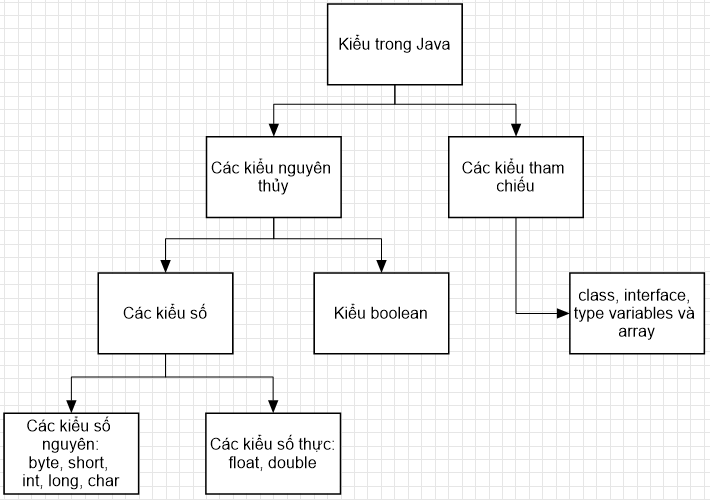 Kiểu trong Java
Các kiểu nguyên
thủy
Các kiểu tham
chiếu
Các kiểu số
Kiểu boolean
class, interface,
type variables và
array
Các kiểu số
nguyên:
byte, short,
int, long, char
Các kiểu số thực:
float, double